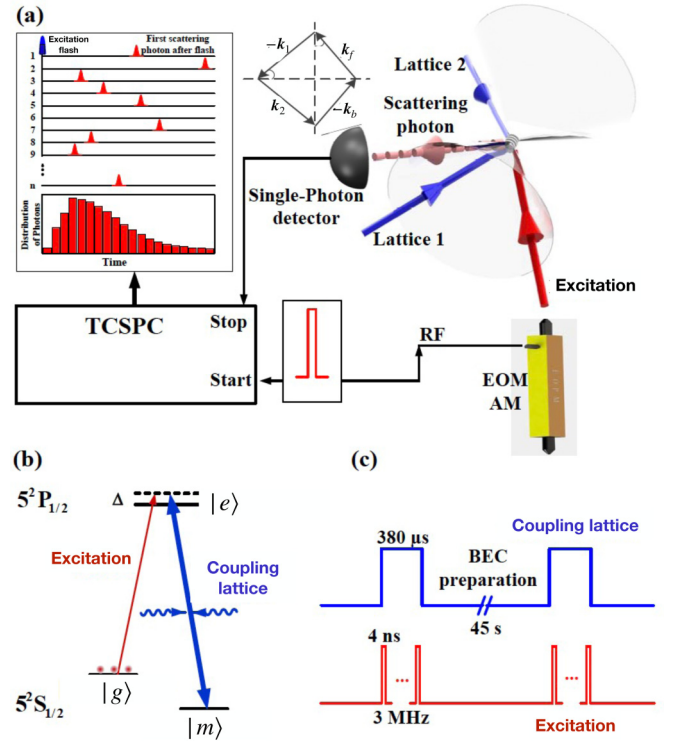 (a)
Excitation
flash
First scattering
photon after flash
1
2
3
4
5
6
7
8
9
n
Distribution
of Photons
Time
-k1
kf
k2
-kb
Lattice 2
Scattering
photon
Single-Photon
detector
Lattice 1
Excitation
TCSPC
Stop
Start
RF
EOM
AM
(b)
5²P1/2
Δ
|e⟩
Excitation
Coupling
lattice
|g⟩
5²S1/2
|m⟩
(c)
Coupling lattice
380 µs
BEC
preparation
45 s
4 ns
...
...
3 MHz
Excitation